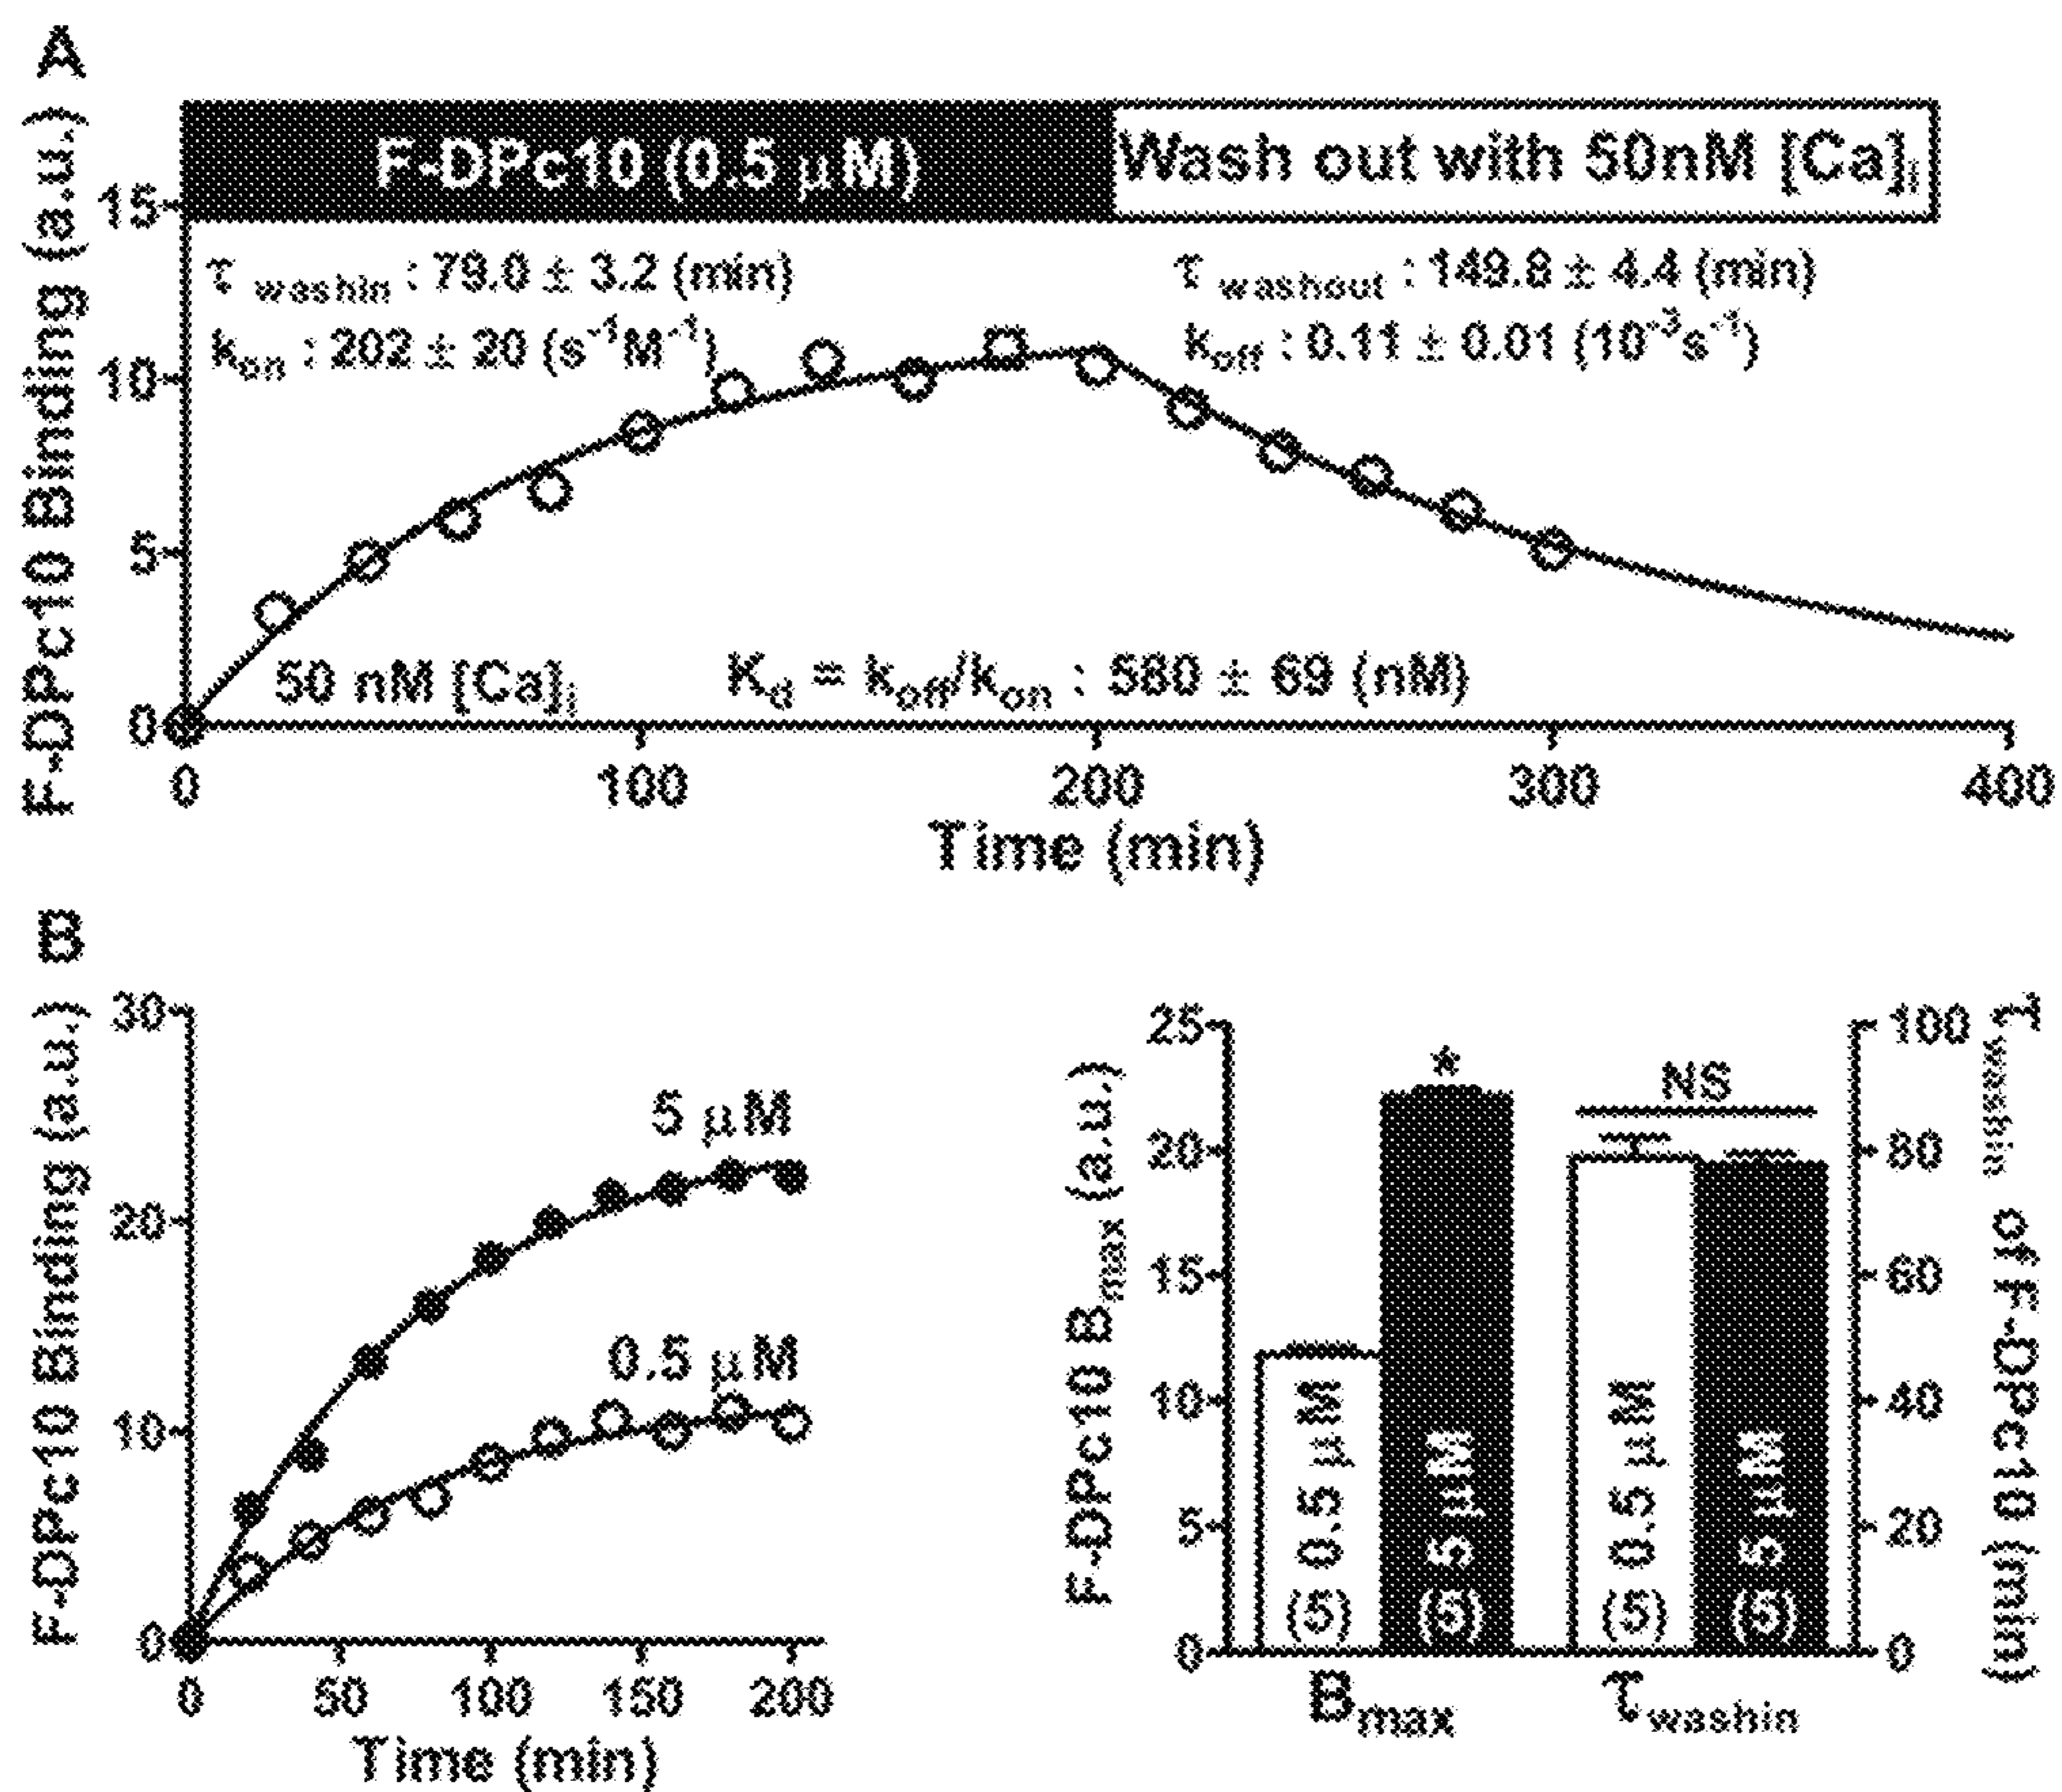 A
F-DPc10 (0.5 μM)
Wash out with 50nM [Ca]i
F-DPc10 Binding (a.u.)
15
10
5
0
τ washin : 79.0 ± 3.2 (min)
kon : 202 ± 20 (s-1M-1)
τ washout : 149.8 ± 4.4 (min)
koff : 0.11 ± 0.01 (10-3s-1)
50 nM [Ca]i
Kd = koff/kon : 580 ± 69 (nM)
0
100
200
300
400
Time (min)
B
F-DPc10 Binding (a.u.)
30
20
10
0
5 μM
0.5 μM
0
50
100
150
200
Time (min)
F-DPc10 Bmax (a.u.)
25
20
15
10
5
0
*
NS
(5) 0.5 μM
(5) 5 μM
(5) 0.5 μM
(5) 5 μM
Bmax
τwashin
100
80
60
40
20
0
τwashin of F-DPc10 (min)